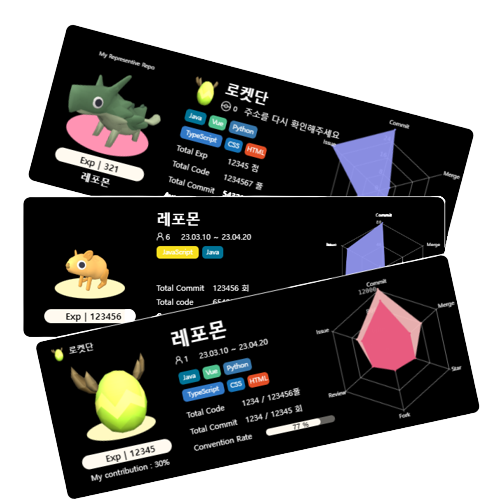 My Representive Repo
로켓단
0 주소를 다시 확인해주세요
Java Vue Python
TypeScript CSS HTML
Total Exp 12345 점
Total Code 1234567 줄
Total Commit
Exp | 321
레포몬
Commit
Issue
Merge
레포몬
6 23.03.10 ~ 23.04.20
JavaScript Java
Total Commit 123456 회
Total code
Exp | 123456
Commit
Merge
로켓단
레포몬
1 23.03.10 ~ 23.04.20
Java Vue Python
TypeScript CSS HTML
Total Code 1234 / 123456줄
Total Commit 1234 / 12345 회
Convention Rate 77 %
Exp | 12345
My contribution : 30%
Commit
12000
Issue
Merge
Star
Review
Fork